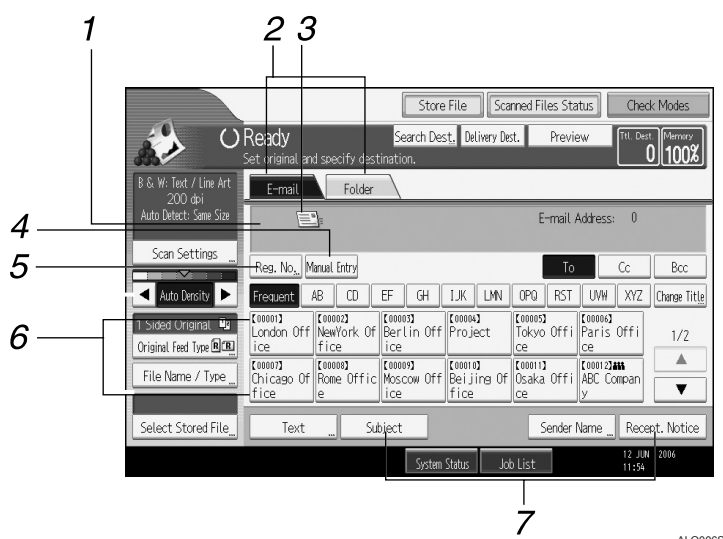 1 2 3
Store File Scanned Files Status Check Modes
Ready Search Dest. Delivery Dest. Preview Ttl. Dest. 0 Memory 100%
Set original and specify destination.
B & W: Text / Line Art
200 dpi
Auto Detect: Same Size
E-mail Folder
E-mail Address: 0
4
Scan Settings
5
Reg. No. Manual Entry To Cc Bcc
Auto Density
Frequent AB CD EF GH IJK LMN OPQ RST UVW XYZ Change Title
6
1 Sided Original
Original Feed Type R R
File Name / Type
[00001] London Office
[00002] NewYork Office
[00003] Berlin Office
[00004] Project
[00005] Tokyo Office
[00006] Paris Office
1/2
[00007] Chicago Office
[00008] Rome Office
[00009] Moscow Office
[00010] Beijing Office
[00011] Osaka Office
[00012] ABC Company
Select Stored File Text Subject Sender Name Recept. Notice
System Status Job List 12 JUN 2006
11:54
7